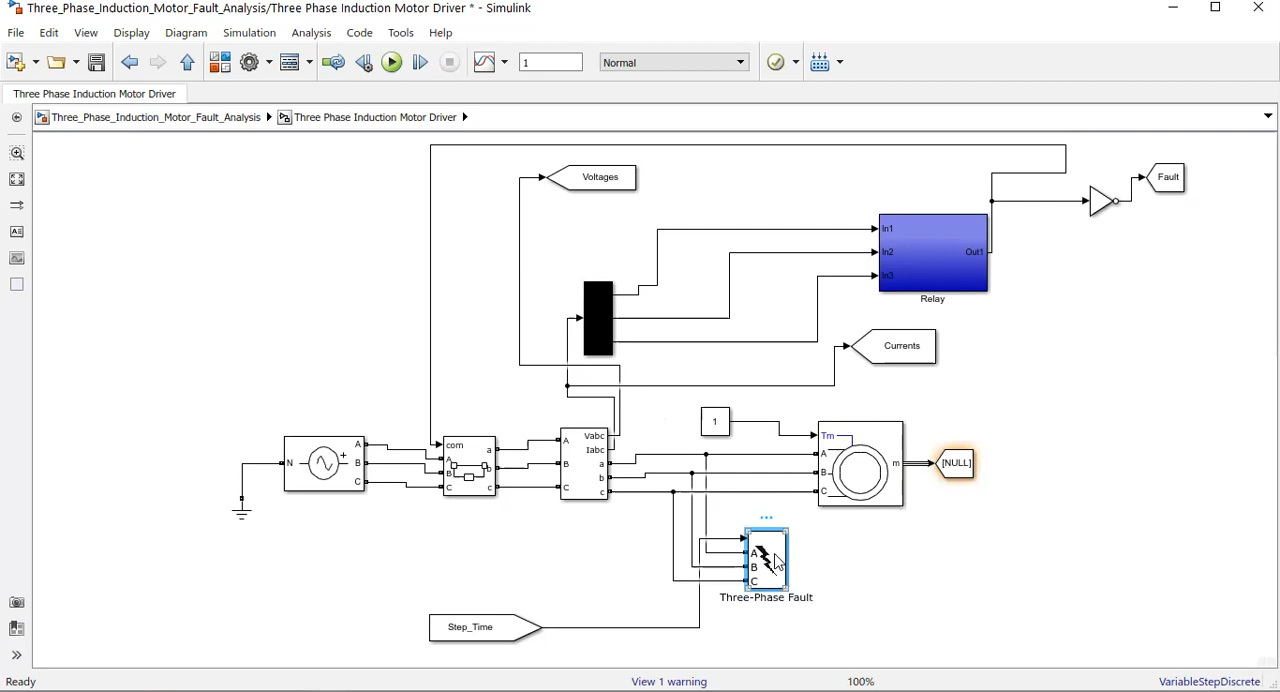 Three_Phase_Induction_Motor_Fault_Analysis/Three Phase Induction Motor Driver * - Simulink
File Edit View Display Diagram Simulation Analysis Code Tools Help
1 Normal
Three Phase Induction Motor Driver
Three_Phase_Induction_Motor_Fault_Analysis Three Phase Induction Motor Driver
Voltages
Fault
In1
In2 Out1
In3
Relay
Currents
1
N A B C
com
A a
B b
C c
A Vabc
Iabc
B a
b
C c
Tm
A
B
C
m
[NULL]
...
A
B
C
Three-Phase Fault
Step_Time
Ready View 1 warning 100% VariableStepDiscrete